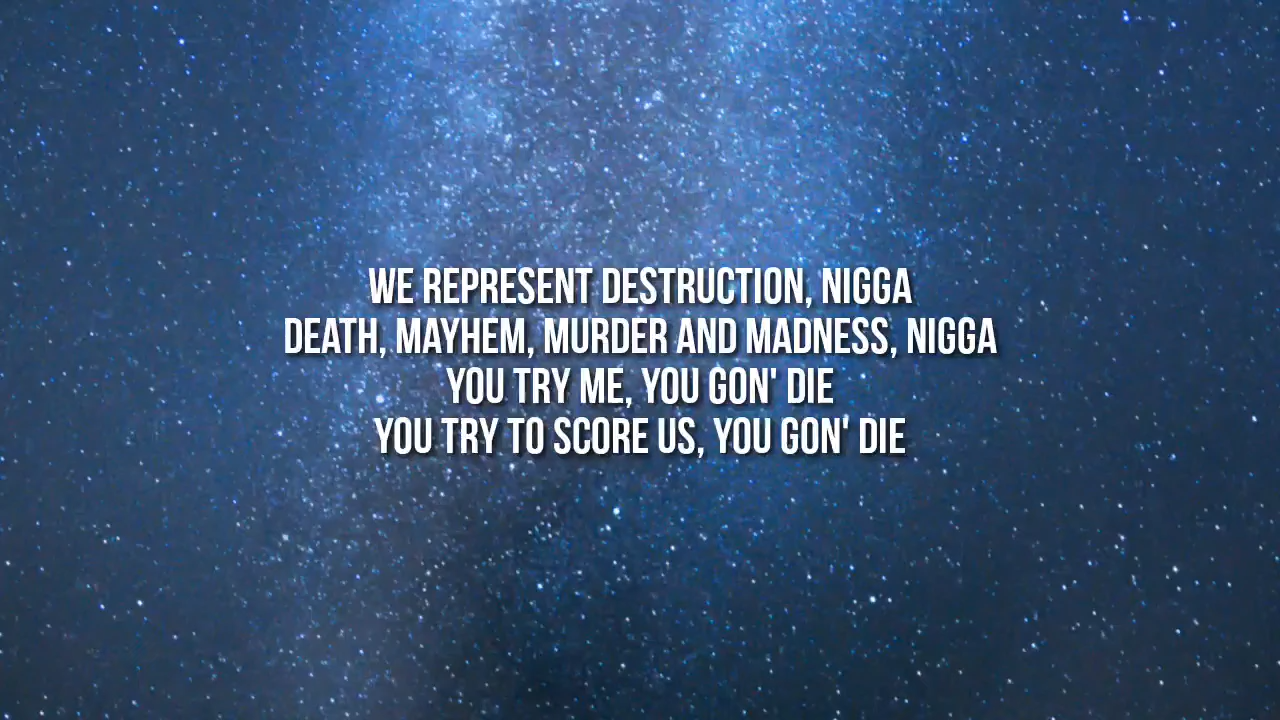 WE REPRESENT DESTRUCTION, NIGGA
DEATH, MAYHEM, MURDER AND MADNESS, NIGGA
YOU TRY ME, YOU GON' DIE
YOU TRY TO SCORE US, YOU GON' DIE